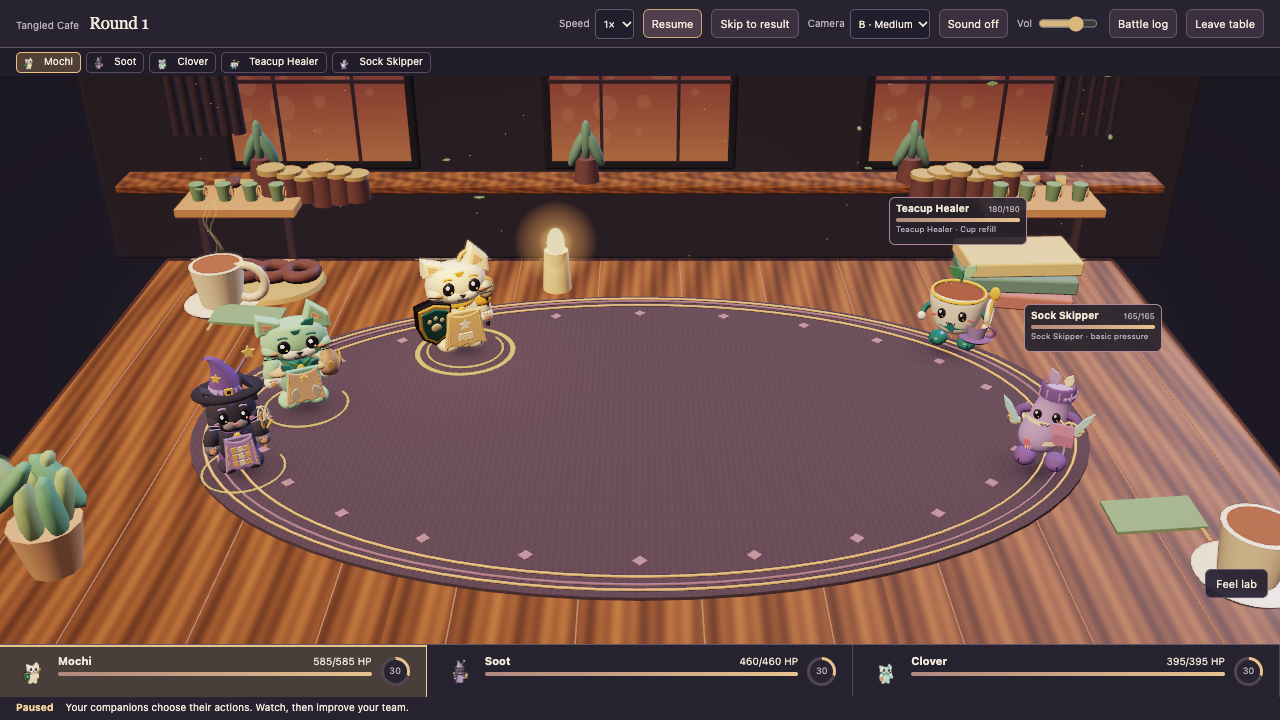 Tangled Cafe Round 1 Speed 1x Resume Skip to result Camera B · Medium Sound off Vol Battle log Leave table
Mochi Soot Clover Teacup Healer Sock Skipper
Teacup Healer 180/180
Teacup Healer · Cup refill
Sock Skipper 165/165
Sock Skipper · basic pressure
Feel lab
Mochi 585/585 HP 30 Soot 460/460 HP 30 Clover 395/395 HP 30
Paused Your companions choose their actions. Watch, then improve your team.